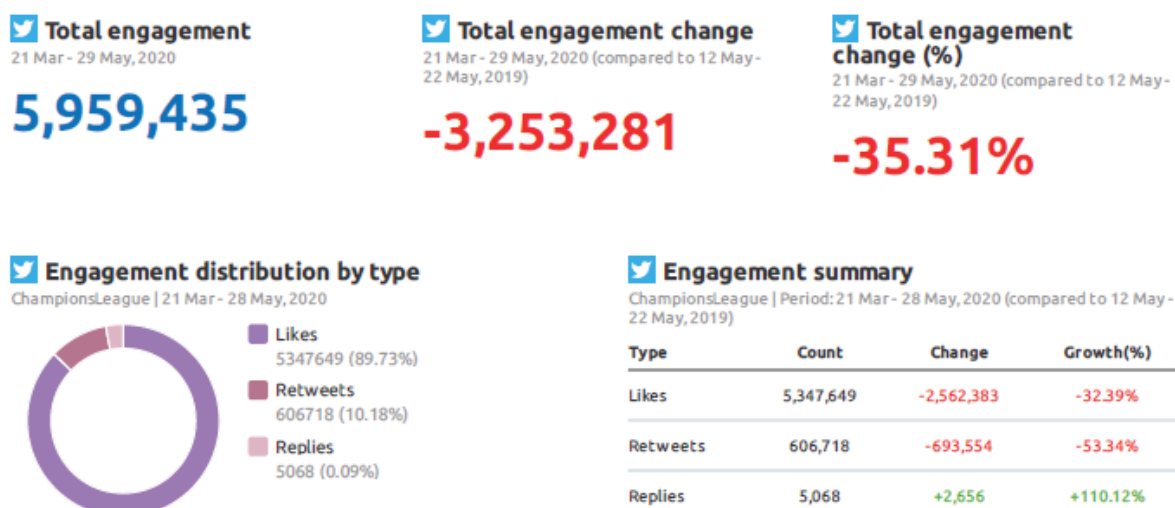 Total engagement
21 Mar - 29 May, 2020
5,959,435
Total engagement change
21 Mar - 29 May, 2020 (compared to 12 May -
22 May, 2019)
-3,253,281
Total engagement
change (%)
21 Mar - 29 May, 2020 (compared to 12 May -
22 May, 2019)
-35.31%
Engagement distribution by type
ChampionsLeague | 21 Mar - 28 May, 2020
Likes
5347649 (89.73%)
Retweets
606718 (10.18%)
Replies
5068 (0.09%)
Engagement summary
ChampionsLeague | Period: 21 Mar - 28 May, 2020 (compared to 12 May -
22 May, 2019)
Type Count Change Growth(%)
Likes 5,347,649 -2,562,383 -32.39%
Retweets 606,718 -693,554 -53.34%
Replies 5,068 +2,656 +110.12%